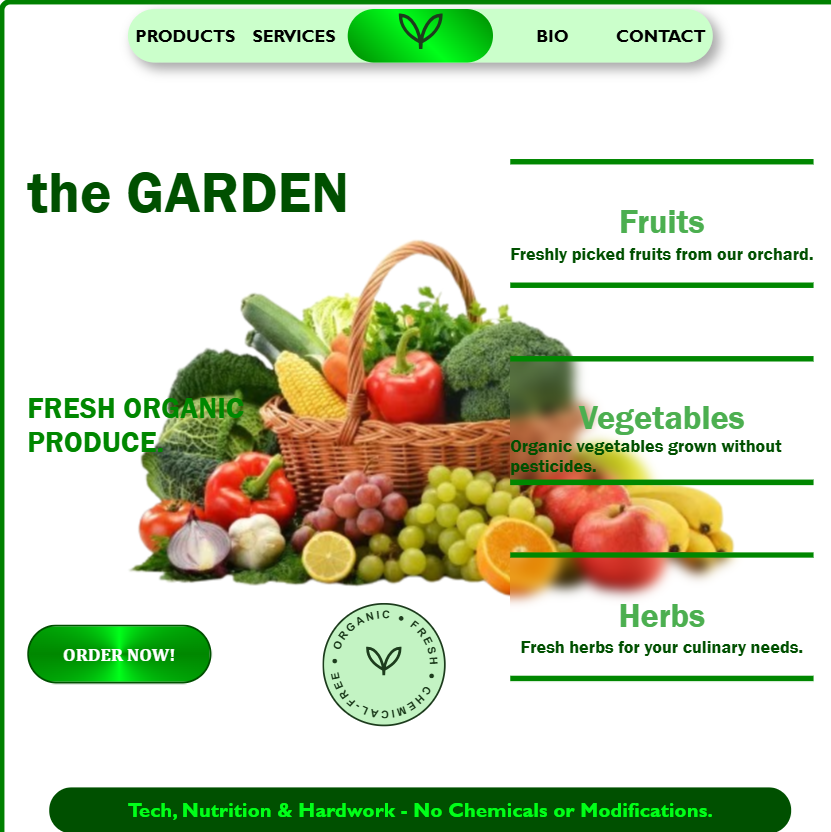 PRODUCTS SERVICES BIO CONTACT
the GARDEN
FRESH ORGANIC
PRODUCE.
ORDER NOW!
Fruits
Freshly picked fruits from our orchard.
Vegetables
Organic vegetables grown without
pesticides.
Herbs
Fresh herbs for your culinary needs.
ORGANIC • FRESH • CHEMICAL-FREE •
Tech, Nutrition & Hardwork - No Chemicals or Modifications.